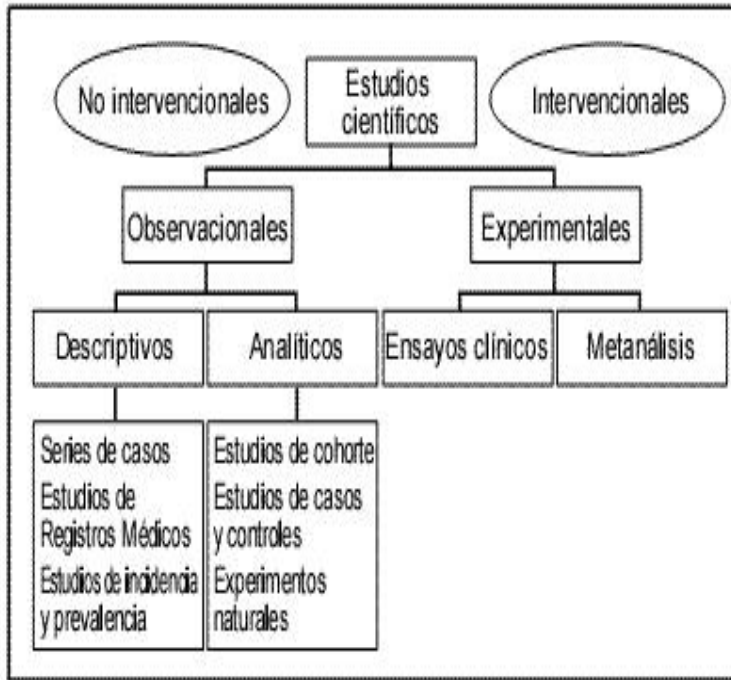 No intervencionales
Estudios
científicos
Intervencionales
Observacionales
Experimentales
Descriptivos
Analíticos
Ensayos clínicos
Metanálisis
Series de casos
Estudios de
Registros Médicos
Estudios de incidencia
y prevalencia
Estudios de cohorte
Estudios de casos
y controles
Experimentos
naturales